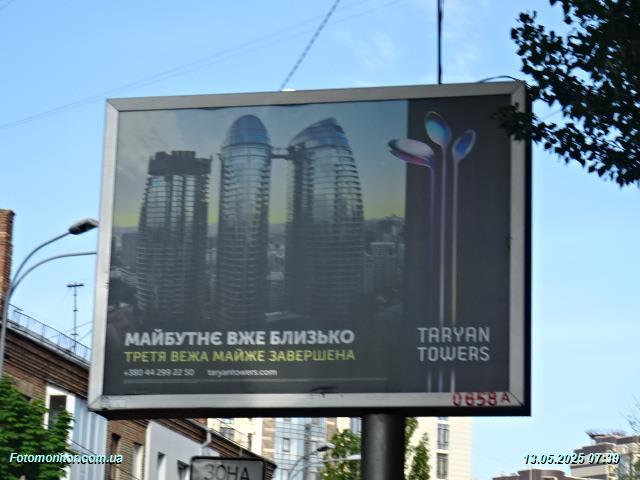 МАЙБУТНЄ ВЖЕ БЛИЗЬКО
ТРЕТЯ ВЕЖА МАЙЖЕ ЗАВЕРШЕНА
+380 44 299 22 50 taryantowers.com
TARYAN
TOWERS
0658A
ЗОНА
Fotomonitor.com.ua
13.05.2025 07:39